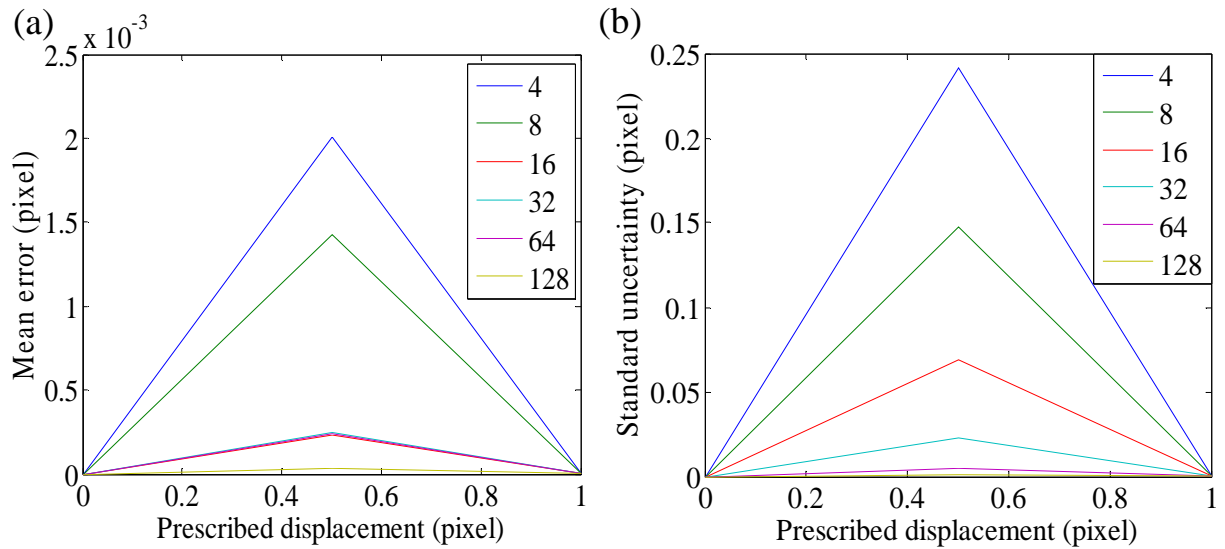 (a)
x 10-3
Mean error (pixel)
2.5
2
1.5
1
0.5
0
0 0.2 0.4 0.6 0.8 1
Prescribed displacement (pixel)
4
8
16
32
64
128
(b)
Standard uncertainty (pixel)
0.25
0.2
0.15
0.1
0.05
0
0 0.2 0.4 0.6 0.8 1
Prescribed displacement (pixel)
4
8
16
32
64
128